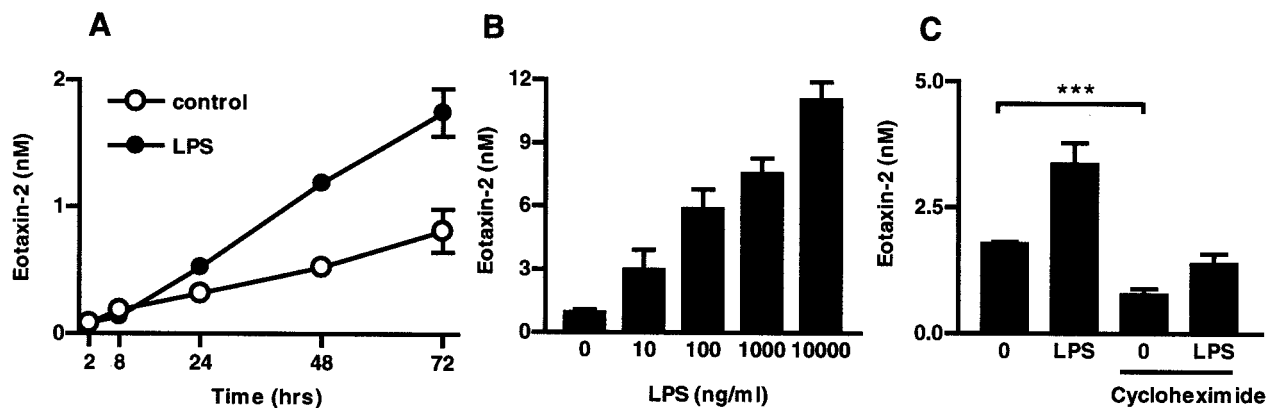 A
Eotaxin-2 (nM)
2
1
0
control
LPS
2 8 24 48 72
Time (hrs)
B
Eotaxin-2 (nM)
12
9
6
3
0
0 10 100 1000 10000
LPS (ng/ml)
C
Eotaxin-2 (nM)
5.0
2.5
0.0
***
0 LPS 0 LPS
Cycloheximide